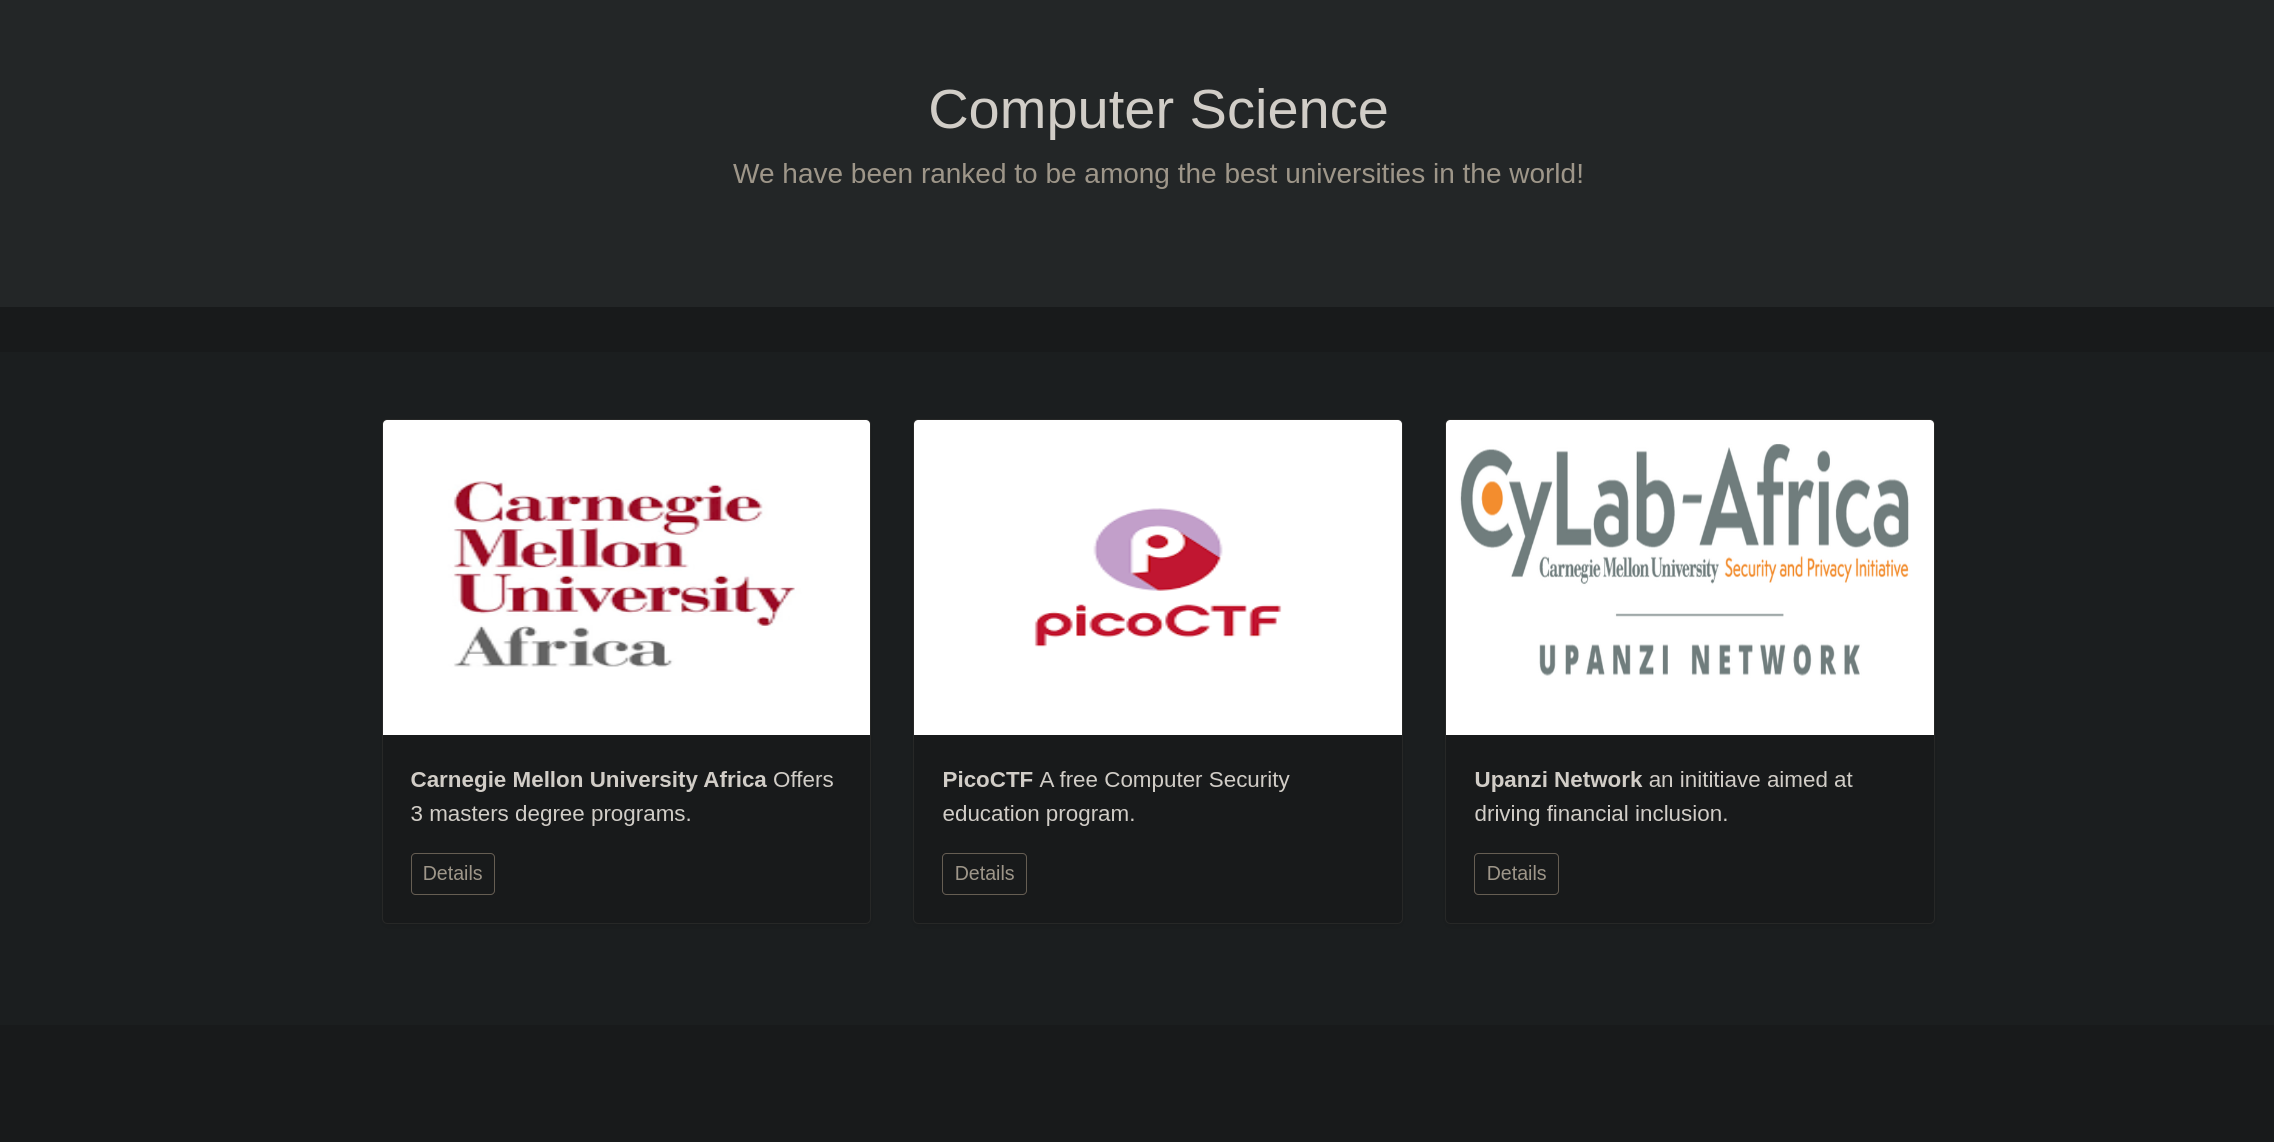 Computer Science
We have been ranked to be among the best universities in the world!
Carnegie
Mellon
University
Africa
Carnegie Mellon University Africa Offers
3 masters degree programs.
Details
P
picoCTF
PicoCTF A free Computer Security
education program.
Details
CyLab-Africa
Carnegie Mellon University Security and Privacy Initiative
UPANZI NETWORK
Upanzi Network an inititiave aimed at
driving financial inclusion.
Details